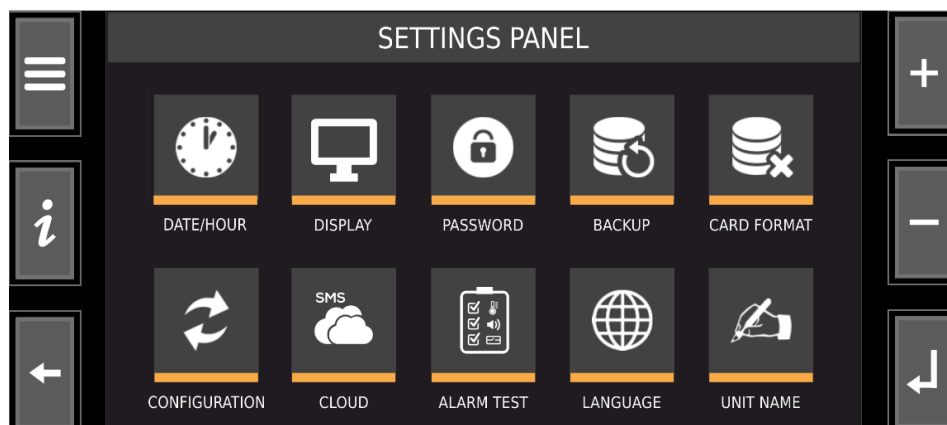 SETTINGS PANEL
DATE/HOUR
DISPLAY
PASSWORD
BACKUP
CARD FORMAT
SMS
CONFIGURATION
CLOUD
ALARM TEST
LANGUAGE
UNIT NAME